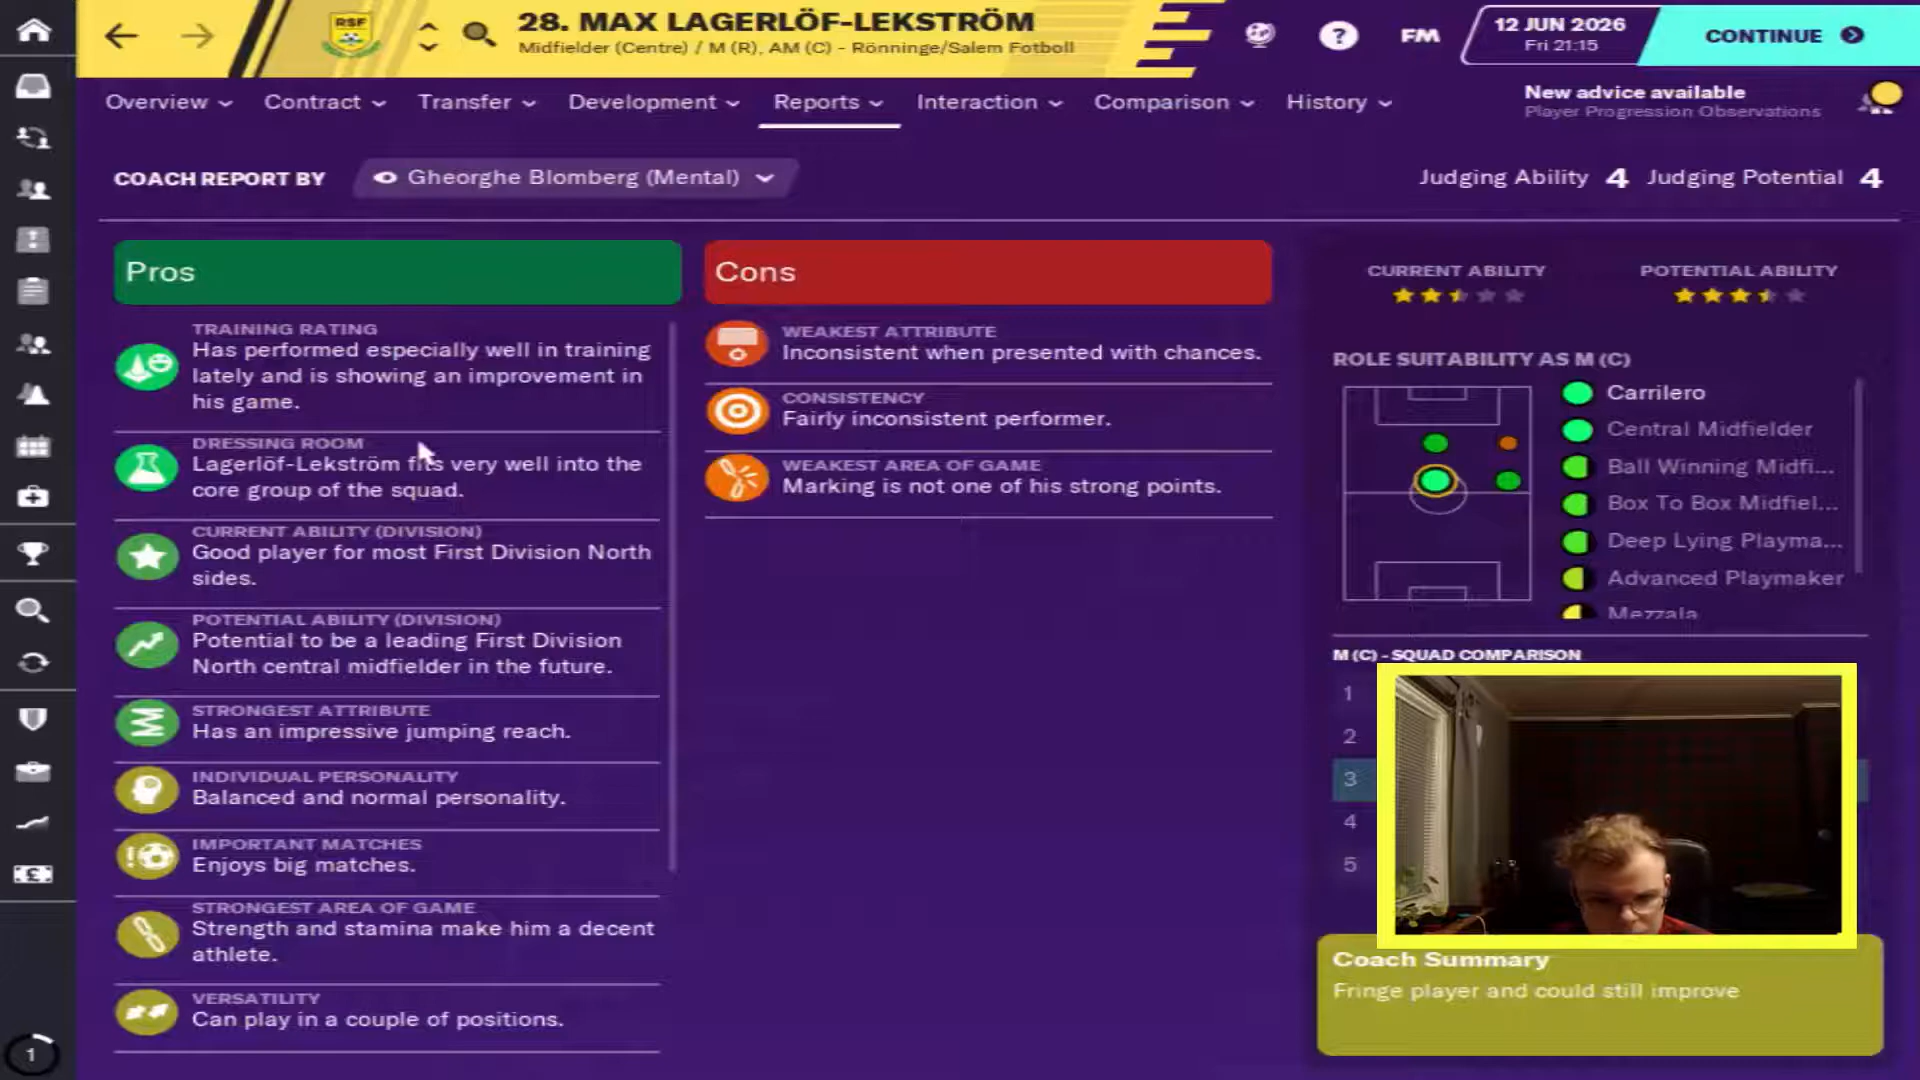 RSF
28. MAX LAGERLÖF-LEKSTRÖM
Midfielder (Centre) / M (R), AM (C) - Rönninge/Salem Fotboll
?
FM
12 JUN 2026
Fri 21:15
CONTINUE
Overview
Contract
Transfer
Development
Reports
Interaction
Comparison
History
New advice available
Player Progression Observations
COACH REPORT BY
Gheorghe Blomberg (Mental)
Judging Ability 4
Judging Potential 4
Pros
TRAINING RATING
Has performed especially well in training
lately and is showing an improvement in
his game.
DRESSING ROOM
Lagerlöf-Lekström fits very well into the
core group of the squad.
CURRENT ABILITY (DIVISION)
Good player for most First Division North
sides.
POTENTIAL ABILITY (DIVISION)
Potential to be a leading First Division
North central midfielder in the future.
STRONGEST ATTRIBUTE
Has an impressive jumping reach.
INDIVIDUAL PERSONALITY
Balanced and normal personality.
IMPORTANT MATCHES
Enjoys big matches.
STRONGEST AREA OF GAME
Strength and stamina make him a decent
athlete.
VERSATILITY
Can play in a couple of positions.
Cons
WEAKEST ATTRIBUTE
Inconsistent when presented with chances.
CONSISTENCY
Fairly inconsistent performer.
WEAKEST AREA OF GAME
Marking is not one of his strong points.
CURRENT ABILITY
POTENTIAL ABILITY
ROLE SUITABILITY AS M (C)
Carrilero
Central Midfielder
Ball Winning Midfi...
Box To Box Midfiel...
Deep Lying Playma...
Advanced Playmaker
Mezzala
M (C) - SQUAD COMPARISON
1
2
3
4
5
Coach Summary
Fringe player and could still improve
1